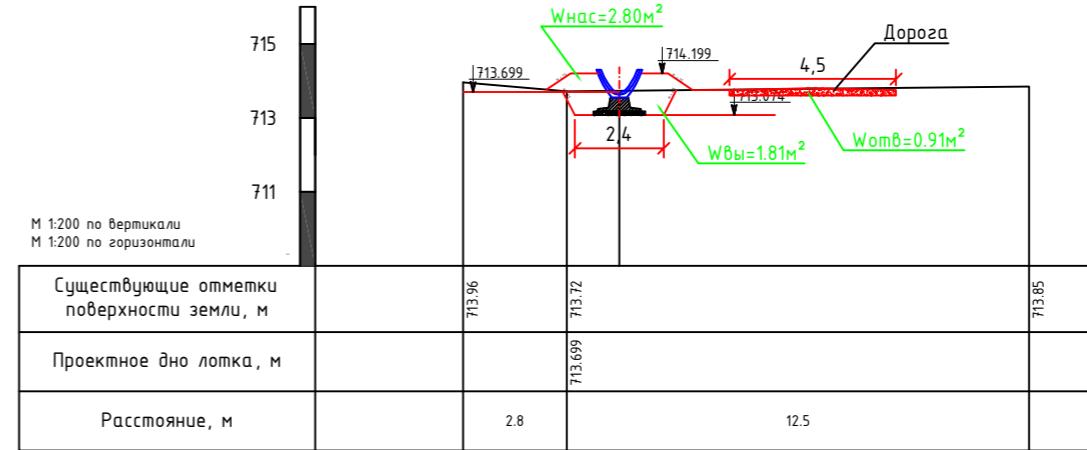 Wнас=2.80м²
715
713.699
714.199
Дорога
4,5
713
713.074
2,4
Wвы=1.81м²
Wотв=0.91м²
711
М 1:200 по вертикали
М 1:200 по горизонтали
Существующие отметки
поверхности земли, м
713.96
713.72
713.85
Проектное дно лотка, м
713.699
Расстояние, м
2.8
12.5